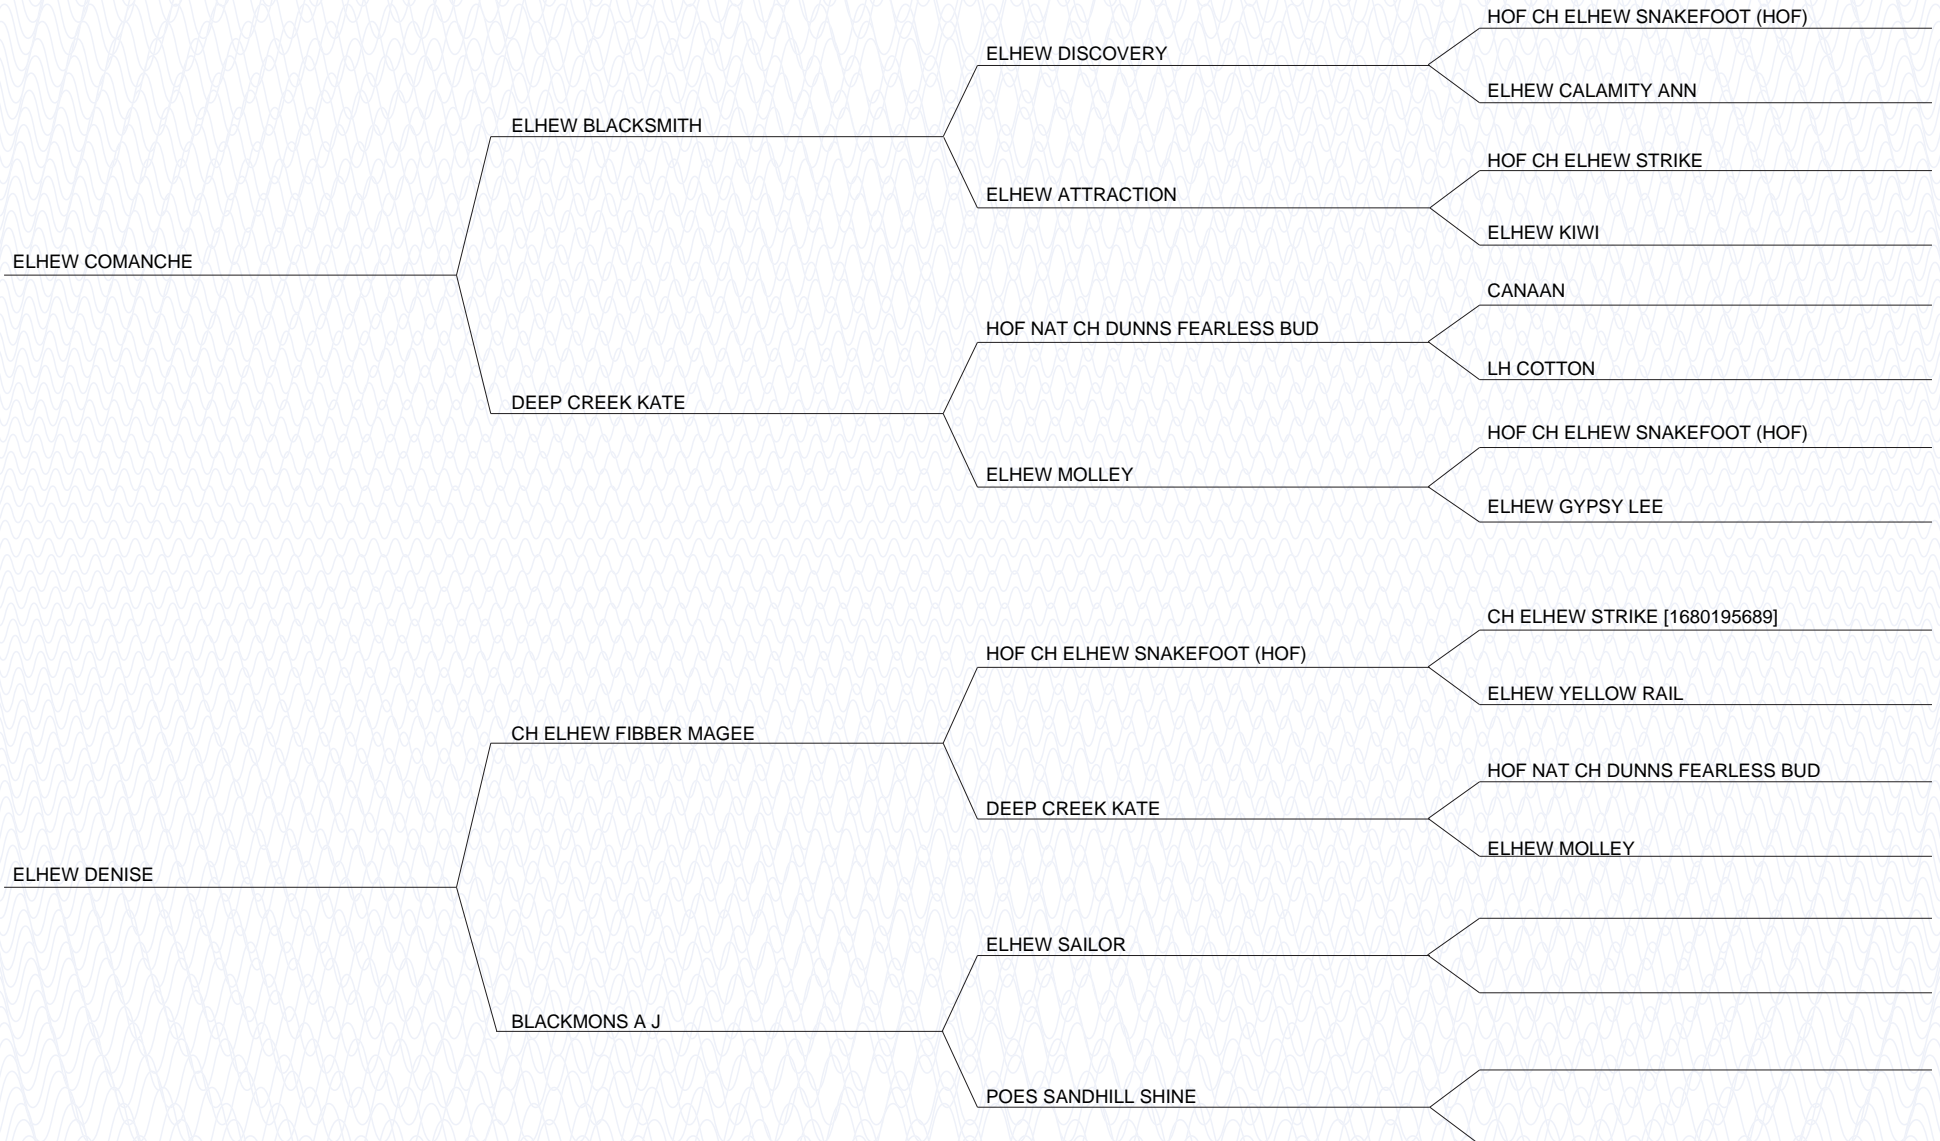 HOF CH ELHEW SNAKEFOOT (HOF)
ELHEW DISCOVERY
ELHEW CALAMITY ANN
ELHEW BLACKSMITH
HOF CH ELHEW STRIKE
ELHEW ATTRACTION
ELHEW KIWI
ELHEW COMANCHE
CANAAN
HOF NAT CH DUNNS FEARLESS BUD
LH COTTON
DEEP CREEK KATE
HOF CH ELHEW SNAKEFOOT (HOF)
ELHEW MOLLEY
ELHEW GYPSY LEE
CH ELHEW STRIKE [1680195689]
HOF CH ELHEW SNAKEFOOT (HOF)
ELHEW YELLOW RAIL
CH ELHEW FIBBER MAGEE
HOF NAT CH DUNNS FEARLESS BUD
DEEP CREEK KATE
ELHEW MOLLEY
ELHEW DENISE
ELHEW SAILOR
BLACKMONS A J
POES SANDHILL SHINE